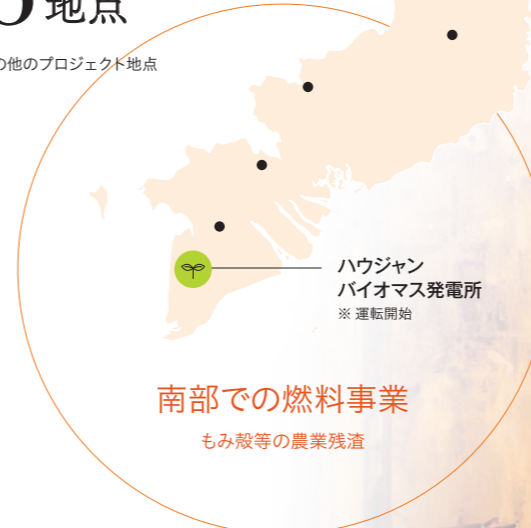 地点
の他のプロジェクト地点
ハウジャン
バイオマス発電所
※ 運転開始
南部での燃料事業
もみ殻等の農業残渣